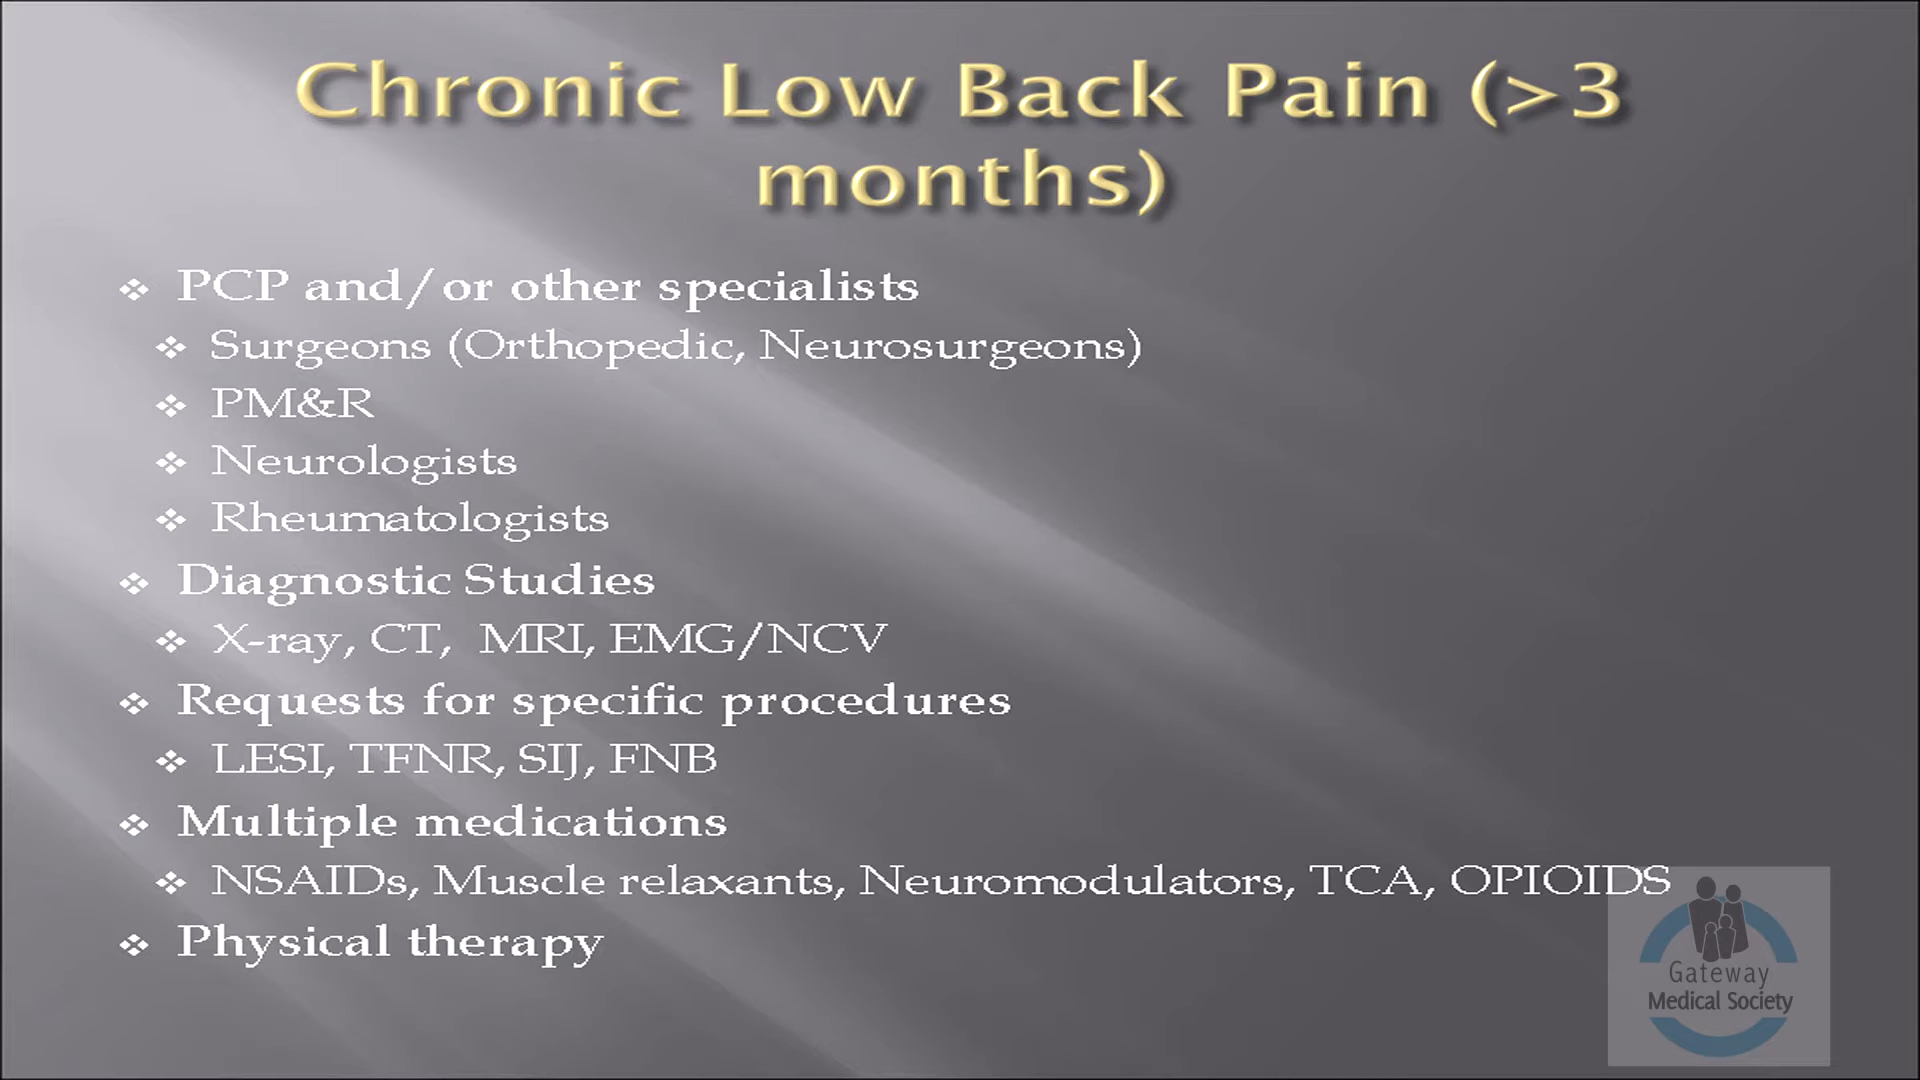 Chronic Low Back Pain (>3
months)
PCP and/or other specialists
Surgeons (Orthopedic, Neurosurgeons)
PM&R
Neurologists
Rheumatologists
Diagnostic Studies
X-ray, CT, MRI, EMG/NCV
Requests for specific procedures
LESI, TFNR, SIJ, FNB
Multiple medications
NSAIDs, Muscle relaxants, Neuromodulators, TCA, OPIOIDS
Physical therapy
Gateway
Medical Society